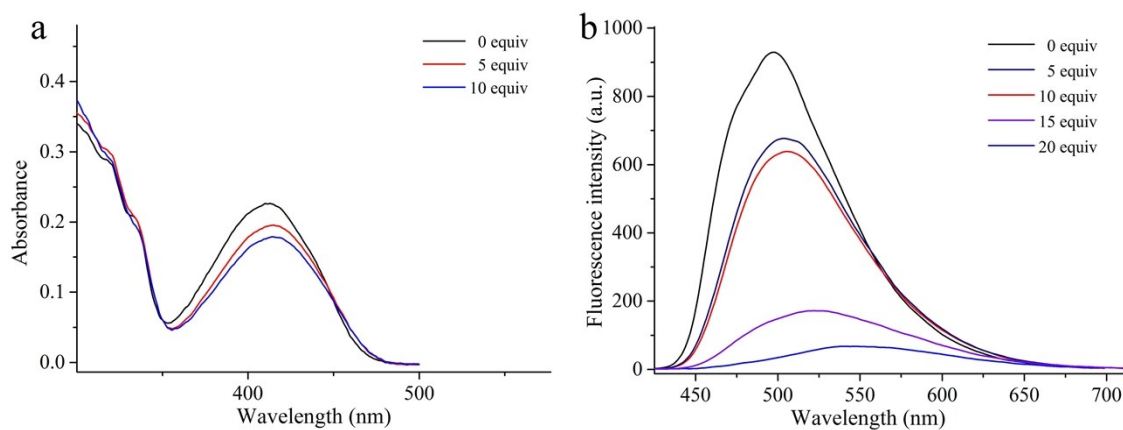 a
0 equiv
5 equiv
10 equiv
0.4
0.3
0.2
0.1
0.0
Absorbance
400
500
Wavelength (nm)
b
0 equiv
5 equiv
10 equiv
15 equiv
20 equiv
1000
800
600
400
200
0
Fluorescence intensity (a.u.)
450
500
550
600
650
700
Wavelength (nm)